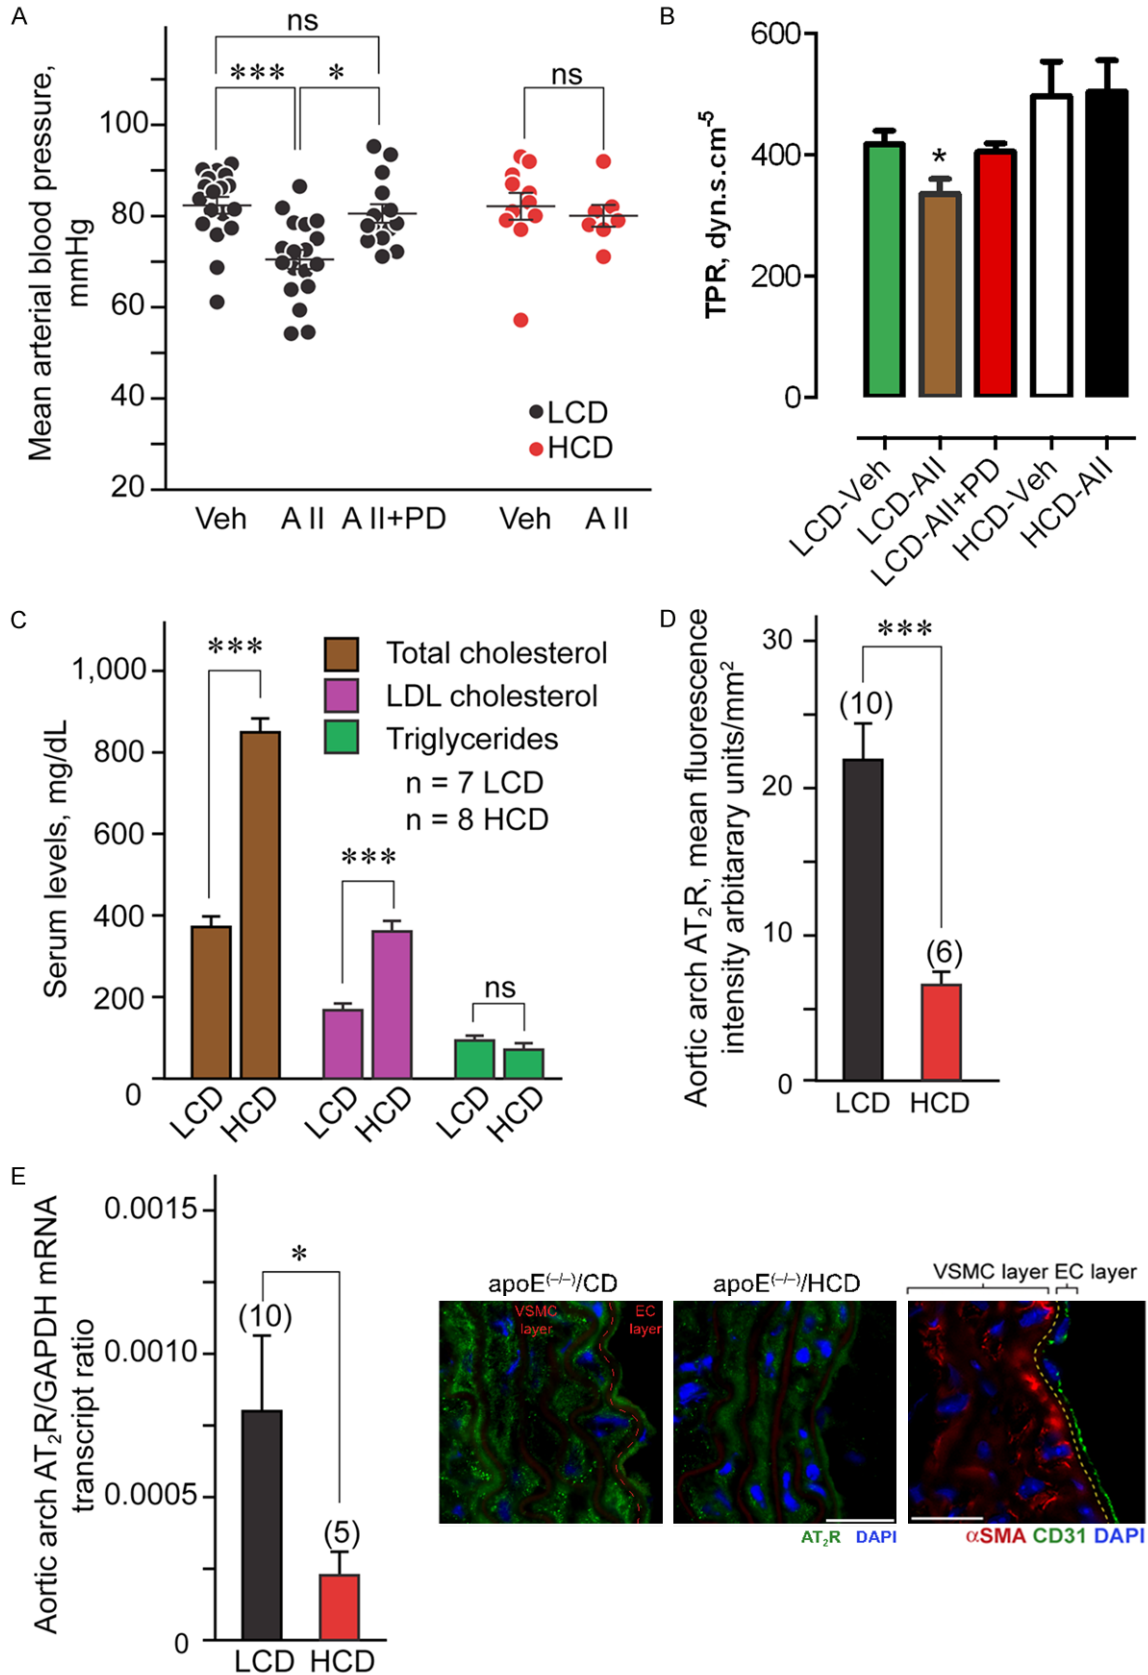 A
Mean arterial blood pressure,
mmHg
100
80
60
40
20
ns
***
*
ns
LCD
HCD
Veh
A II
A II+PD
Veh
A II
B
TPR, dyn.s.cm-5
600
400
200
0
*
LCD-Veh
LCD-AII
LCD-AII+PD
HCD-Veh
HCD-AII
C
Serum levels, mg/dL
1,000
800
600
400
200
0
***
***
ns
Total cholesterol
LDL cholesterol
Triglycerides
n = 7 LCD
n = 8 HCD
LCD
HCD
LCD
HCD
LCD
HCD
D
Aortic arch AT2R, mean fluorescence
intensity arbitarary units/mm2
30
20
10
0
***
(10)
(6)
LCD
HCD
E
Aortic arch AT2R/GAPDH mRNA
transcript ratio
0.0015
0.0010
0.0005
0
*
(10)
(5)
LCD
HCD
apoE(–/–)/CD
VSMC
layer
EC
layer
apoE(–/–)/HCD
AT2R DAPI
VSMC layer EC layer
αSMA CD31 DAPI